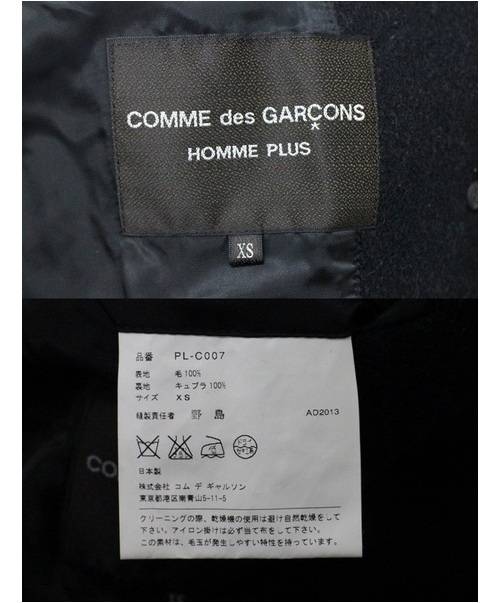 COMME des GARÇONS
HOMME PLUS
XS
品番 PL-C007
表地 毛100%
裏地 キュプラ100%
サイズ XS
縫製責任者 野島 AD2013
日本製
株式会社 コム デ ギャルソン
東京都港区南青山5-11-5
クリーニングの際、乾燥機の使用は避け自然乾燥をして
下さい。アイロン掛けは必ず当て布をして下さい。
この素材は、毛玉が発生しやすい特性を持っています。
CO